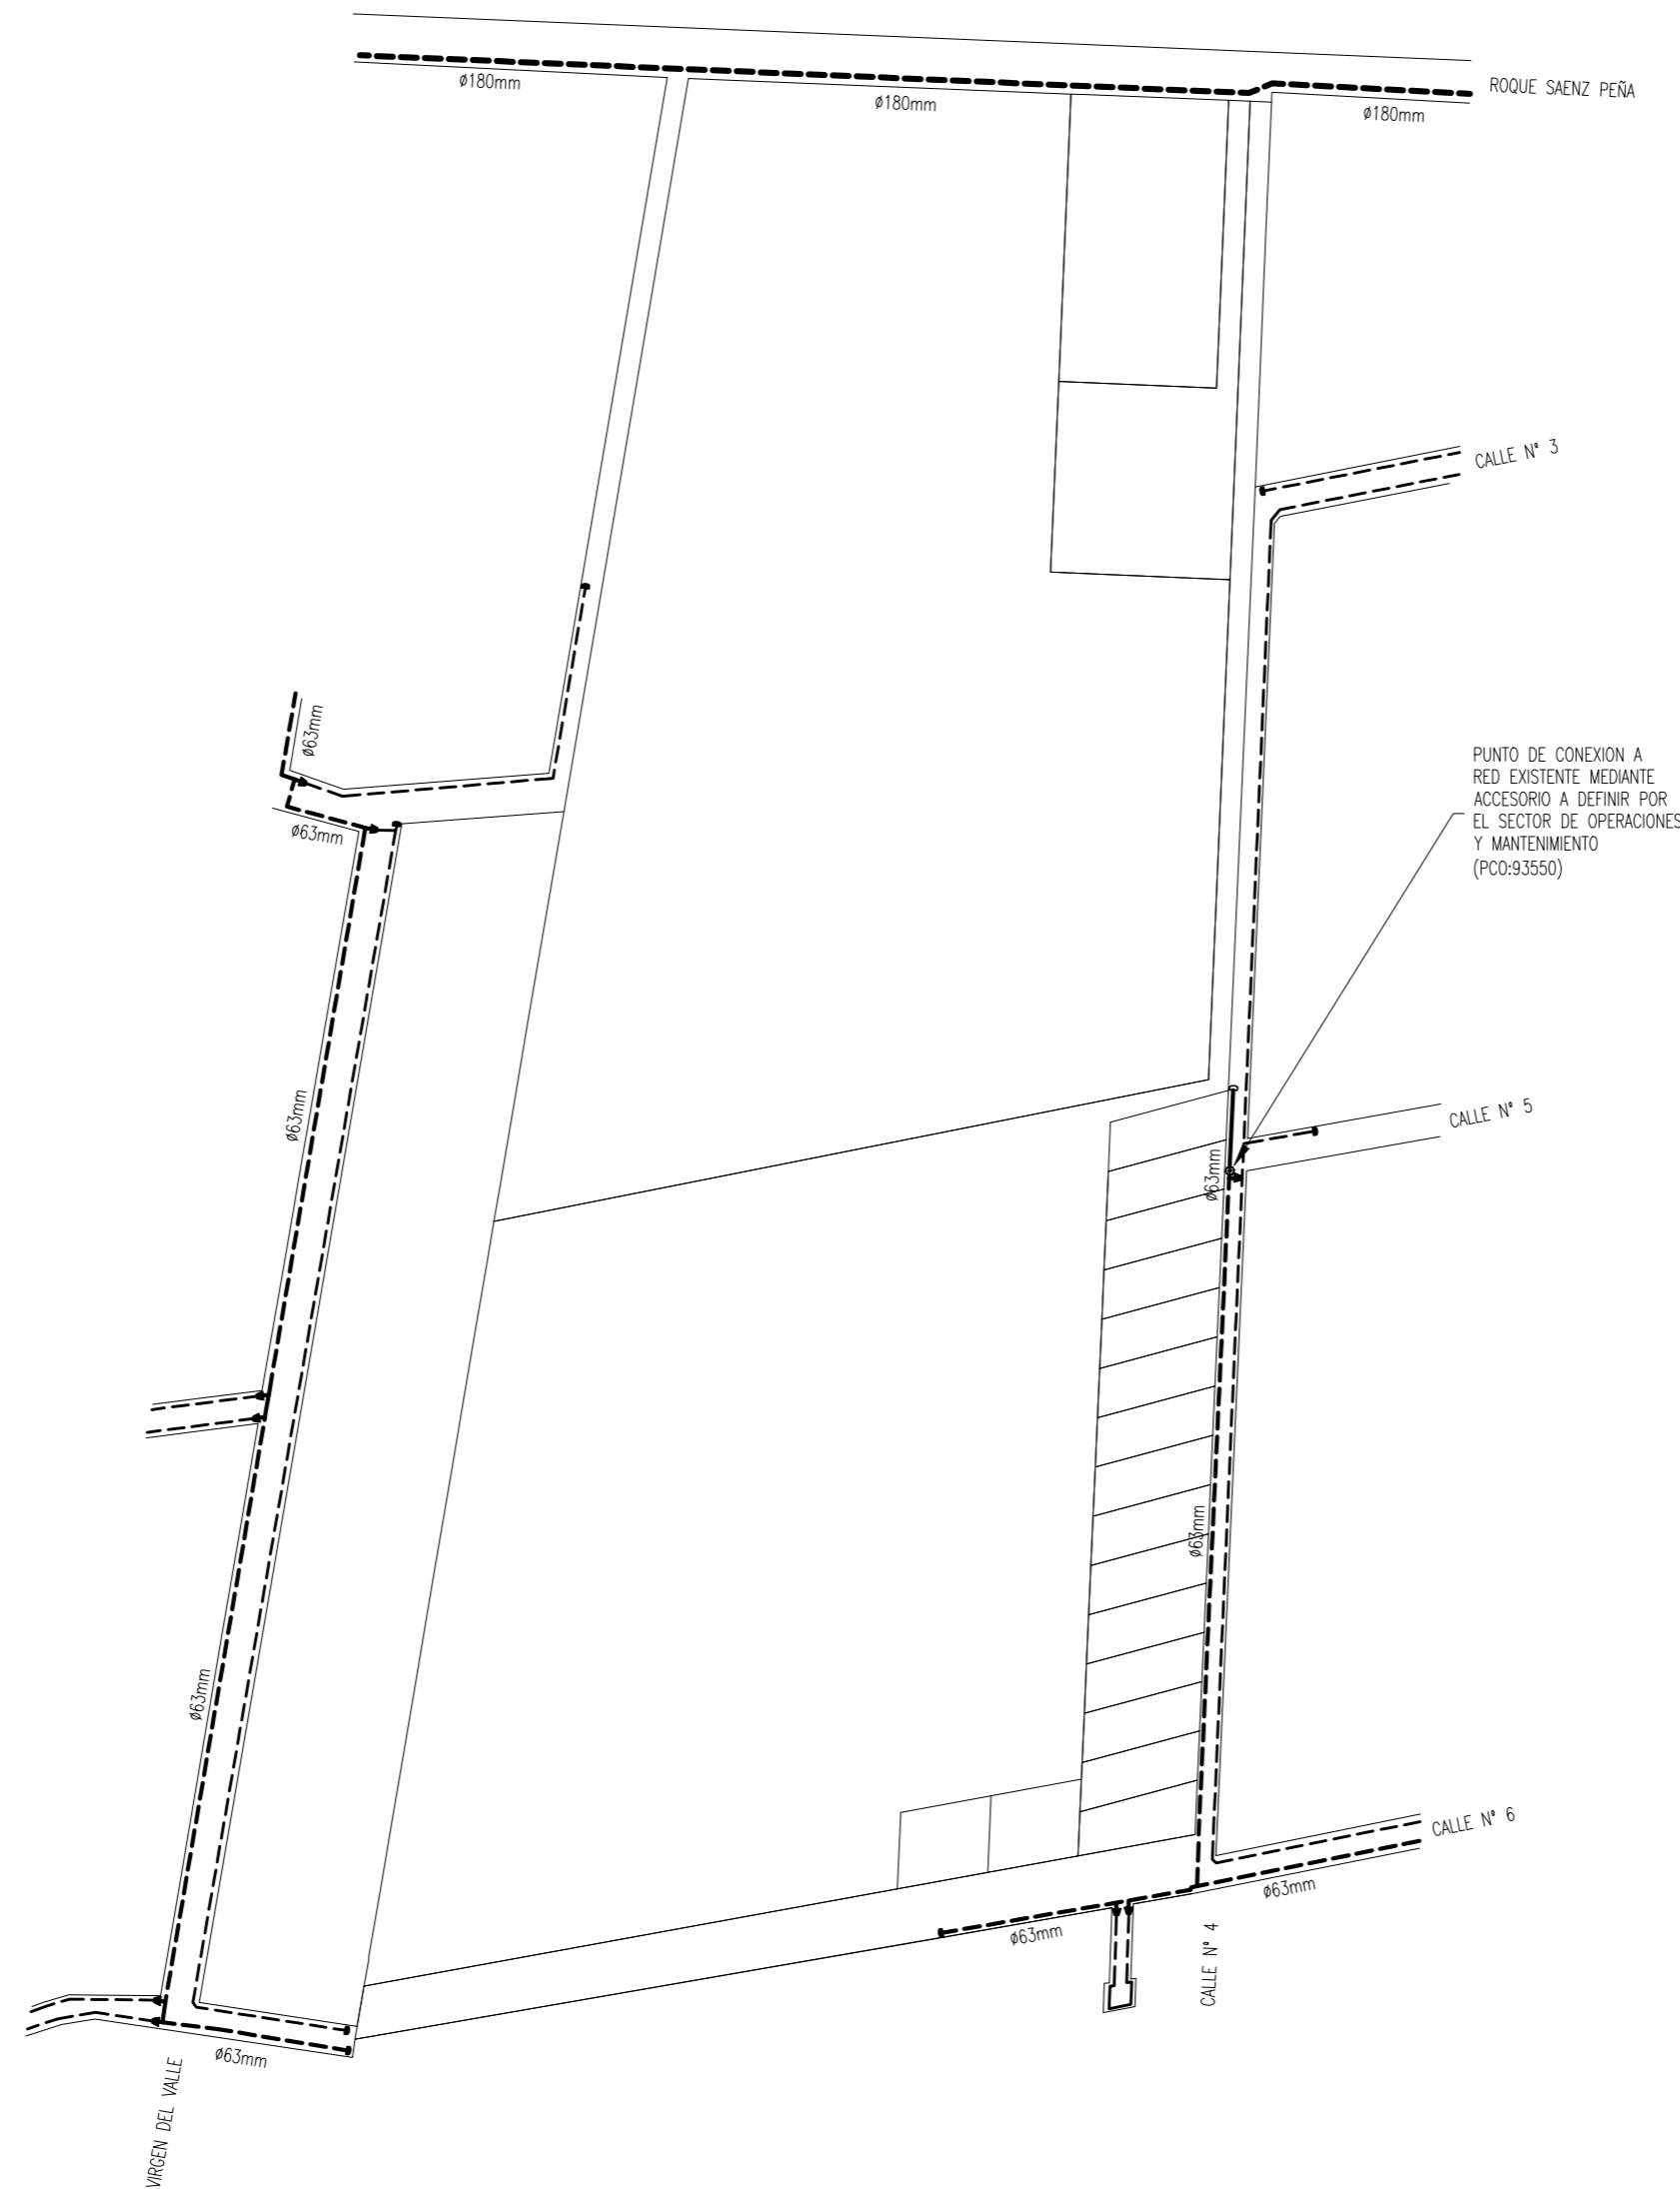 ø180mm
ø180mm
ROQUE SAENZ PEÑA
ø180mm
CALLE N° 3
ø63mm
PUNTO DE CONEXION A
RED EXISTENTE MEDIANTE
ACCESORIO A DEFINIR POR
EL SECTOR DE OPERACIONES
Y MANTENIMIENTO
(PCO:93550)
ø63mm
ø63mm
CALLE N° 5
ø63mm
ø63mm
ø63mm
CALLE N° 6
ø63mm
ø63mm
CALLE N° 4
ø63mm
VIRGEN DEL VALLE